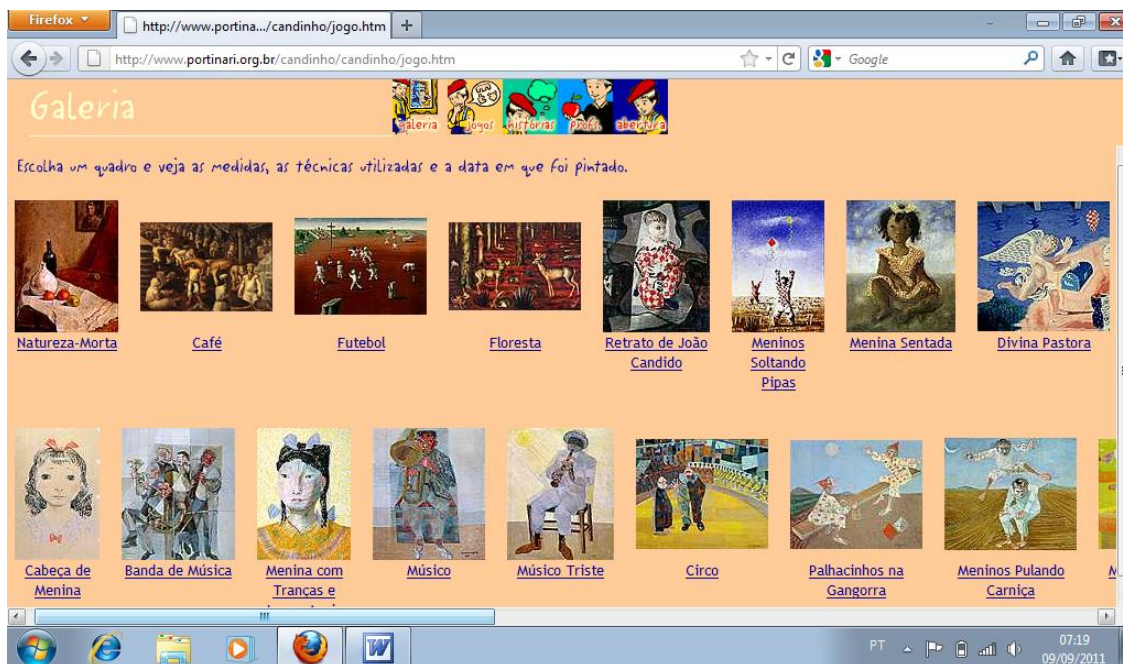 Firefox
http://www.portina.../candinho/jogo.htm
http://www.portinari.org.br/candinho/candinho/jogo.htm
Google
Galeria
galeria
jogos
histórias
profs.
abertura
Escolha um quadro e veja as medidas, as técnicas utilizadas e a data em que foi pintado.
Natureza-Morta
Café
Futebol
Floresta
Retrato de João
Candido
Meninos
Soltando
Pipas
Menina Sentada
Divina Pastora
Cabeça de
Menina
Banda de Música
Menina com
Tranças e
Músico
Músico Triste
Circo
Palhacinhos na
Gangorra
Meninos Pulando
Carniça
PT
07:19
09/09/2011